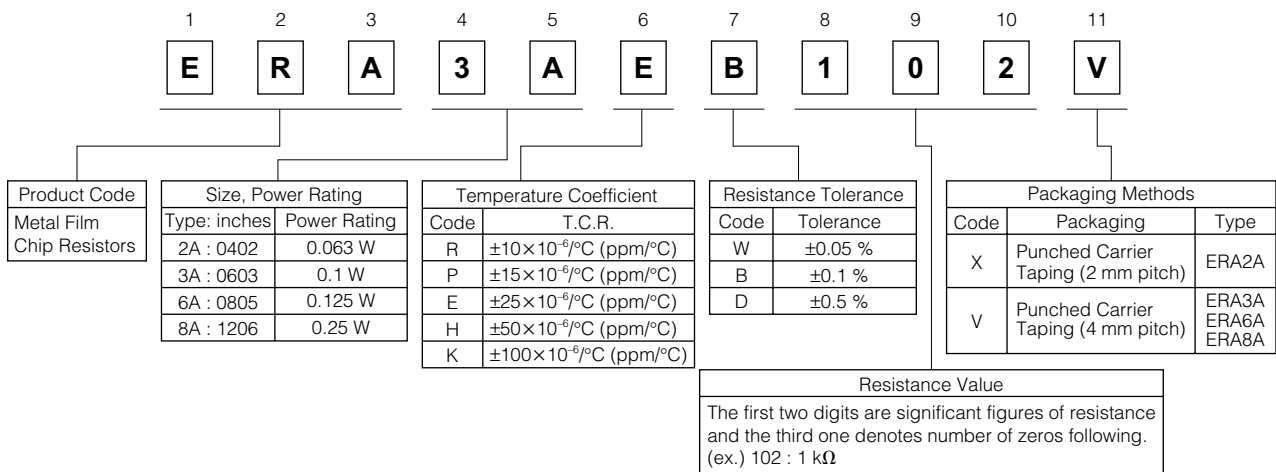 1 2 3 4 5 6 7 8 9 10 11
E R A 3 A E B 1 0 2 V
Product Code
Metal Film
Chip Resistors
Size, Power Rating
Type: inches Power Rating
2A : 0402 0.063 W
3A : 0603 0.1 W
6A : 0805 0.125 W
8A : 1206 0.25 W
Temperature Coefficient
Code T.C.R.
R ±10×10⁻⁶/°C (ppm/°C)
P ±15×10⁻⁶/°C (ppm/°C)
E ±25×10⁻⁶/°C (ppm/°C)
H ±50×10⁻⁶/°C (ppm/°C)
K ±100×10⁻⁶/°C (ppm/°C)
Resistance Tolerance
Code Tolerance
W ±0.05 %
B ±0.1 %
D ±0.5 %
Packaging Methods
Code Packaging Type
X Punched Carrier
Taping (2 mm pitch) ERA2A
V Punched Carrier
Taping (4 mm pitch) ERA3A
ERA6A
ERA8A
Resistance Value
The first two digits are significant figures of resistance
and the third one denotes number of zeros following.
(ex.) 102 : 1 kΩ